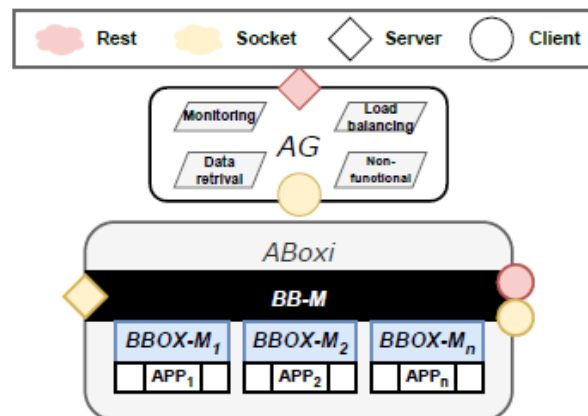 Rest Socket Server Client
Monitoring
Load
balancing
AG
Data
retrival
Non-
functional
ABoxi
BB-M
BBOX-M1 BBOX-M2 BBOX-Mn
APP1 APP2 APPn